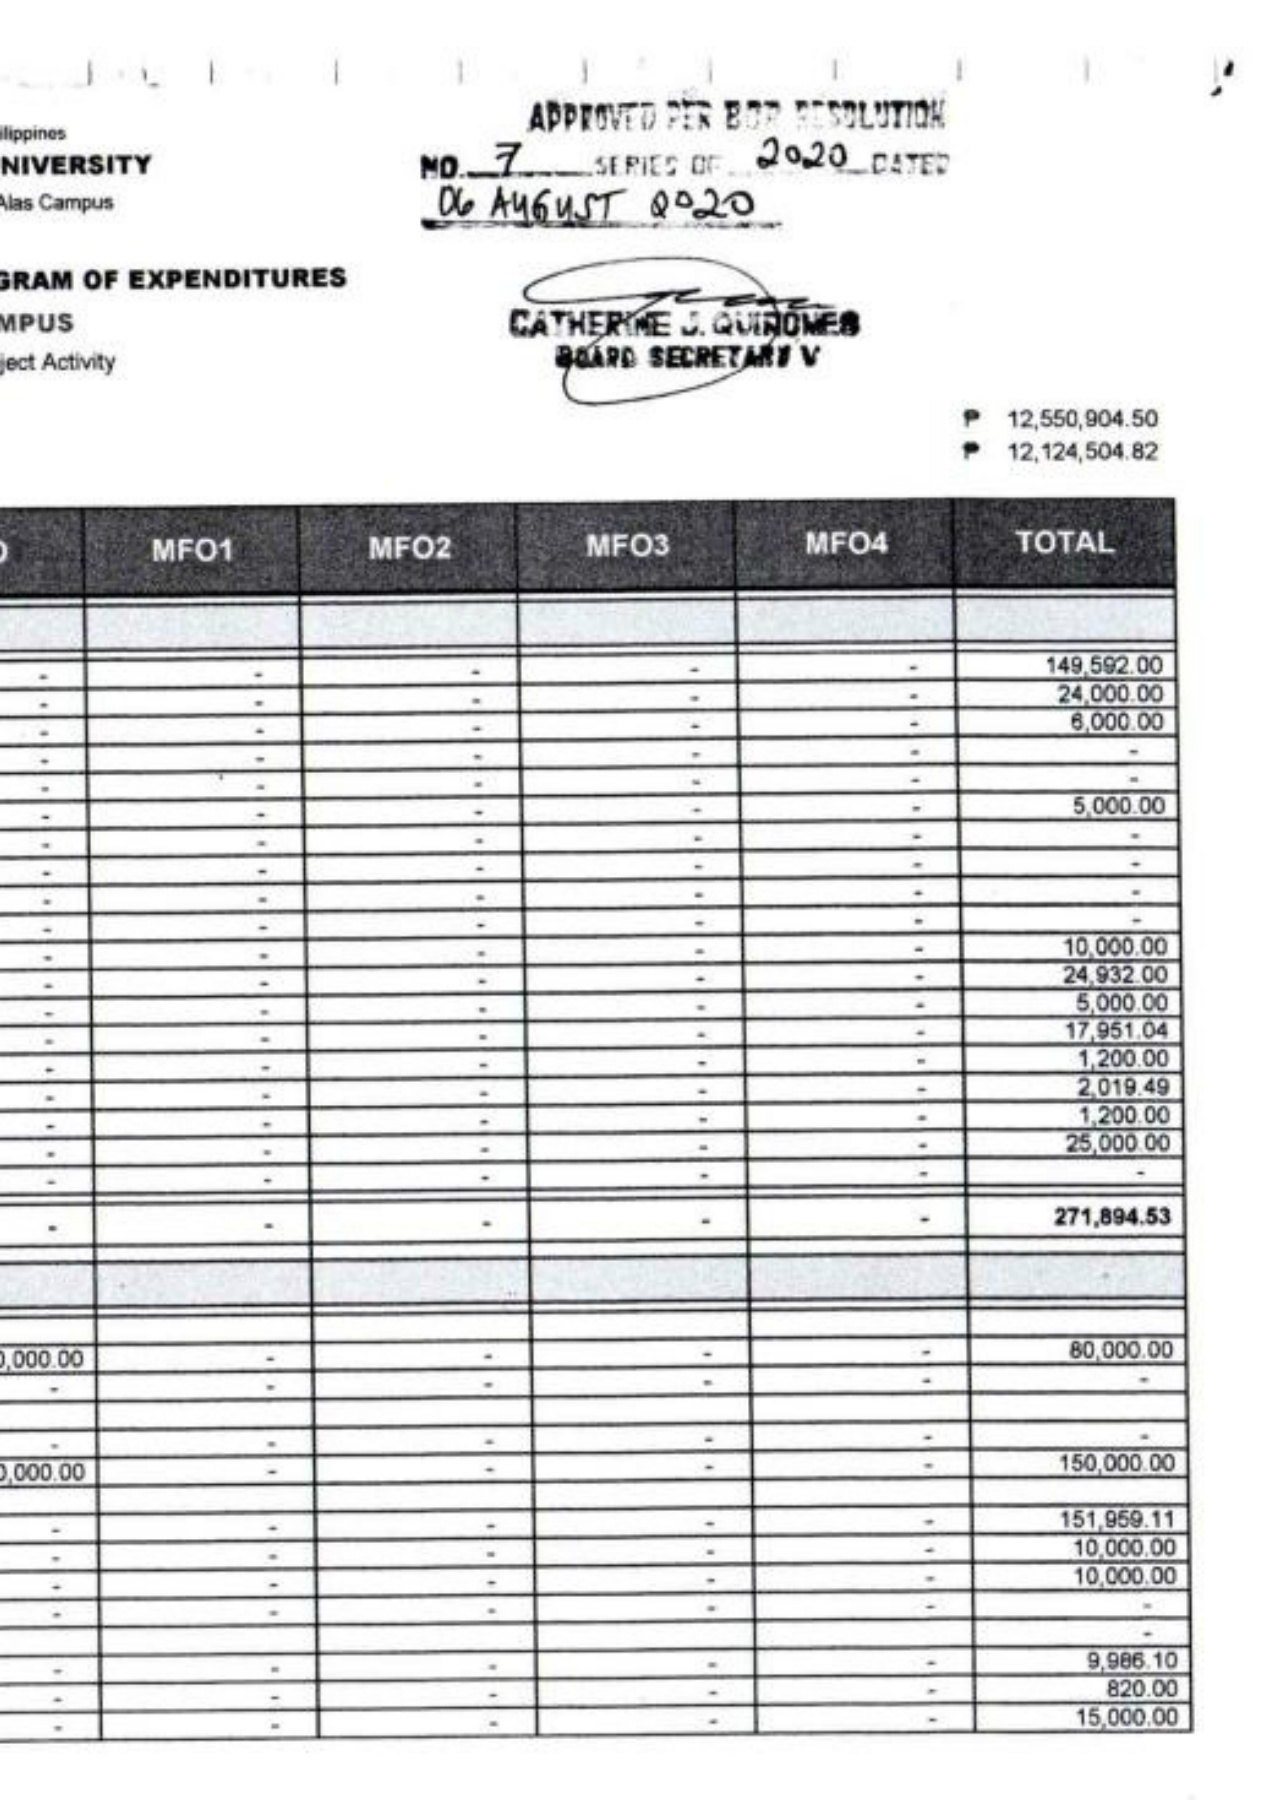 ilippines
NIVERSITY
Alas Campus
GRAM OF EXPENDITURES
MPUS
ject Activity
APPROVED PER BOR RESOLUTION
NO. 7 SERIES OF 2020 DATED
06 AUGUST 2020
CATHERINE J. QUIÑONES
BOARD SECRETARY V
₱ 12,550,904.50
₱ 12,124,504.82
O MFO1 MFO2 MFO3 MFO4 TOTAL
- - - - - 149,592.00
- - - - - 24,000.00
- - - - - 6,000.00
- - - - - -
- - - - - -
- - - - - 5,000.00
- - - - - -
- - - - - -
- - - - - -
- - - - - -
- - - - - 10,000.00
- - - - - 24,932.00
- - - - - 5,000.00
- - - - - 17,951.04
- - - - - 1,200.00
- - - - - 2,019.49
- - - - - 1,200.00
- - - - - 25,000.00
- - - - - -
- - - - - 271,894.53
0,000.00 - - - - 80,000.00
- - - - - -
- - - - - -
0,000.00 - - - - 150,000.00
- - - - - 151,959.11
- - - - - 10,000.00
- - - - - 10,000.00
- - - - - -
-
- - - - - 9,986.10
- - - - - 820.00
- - - - - 15,000.00